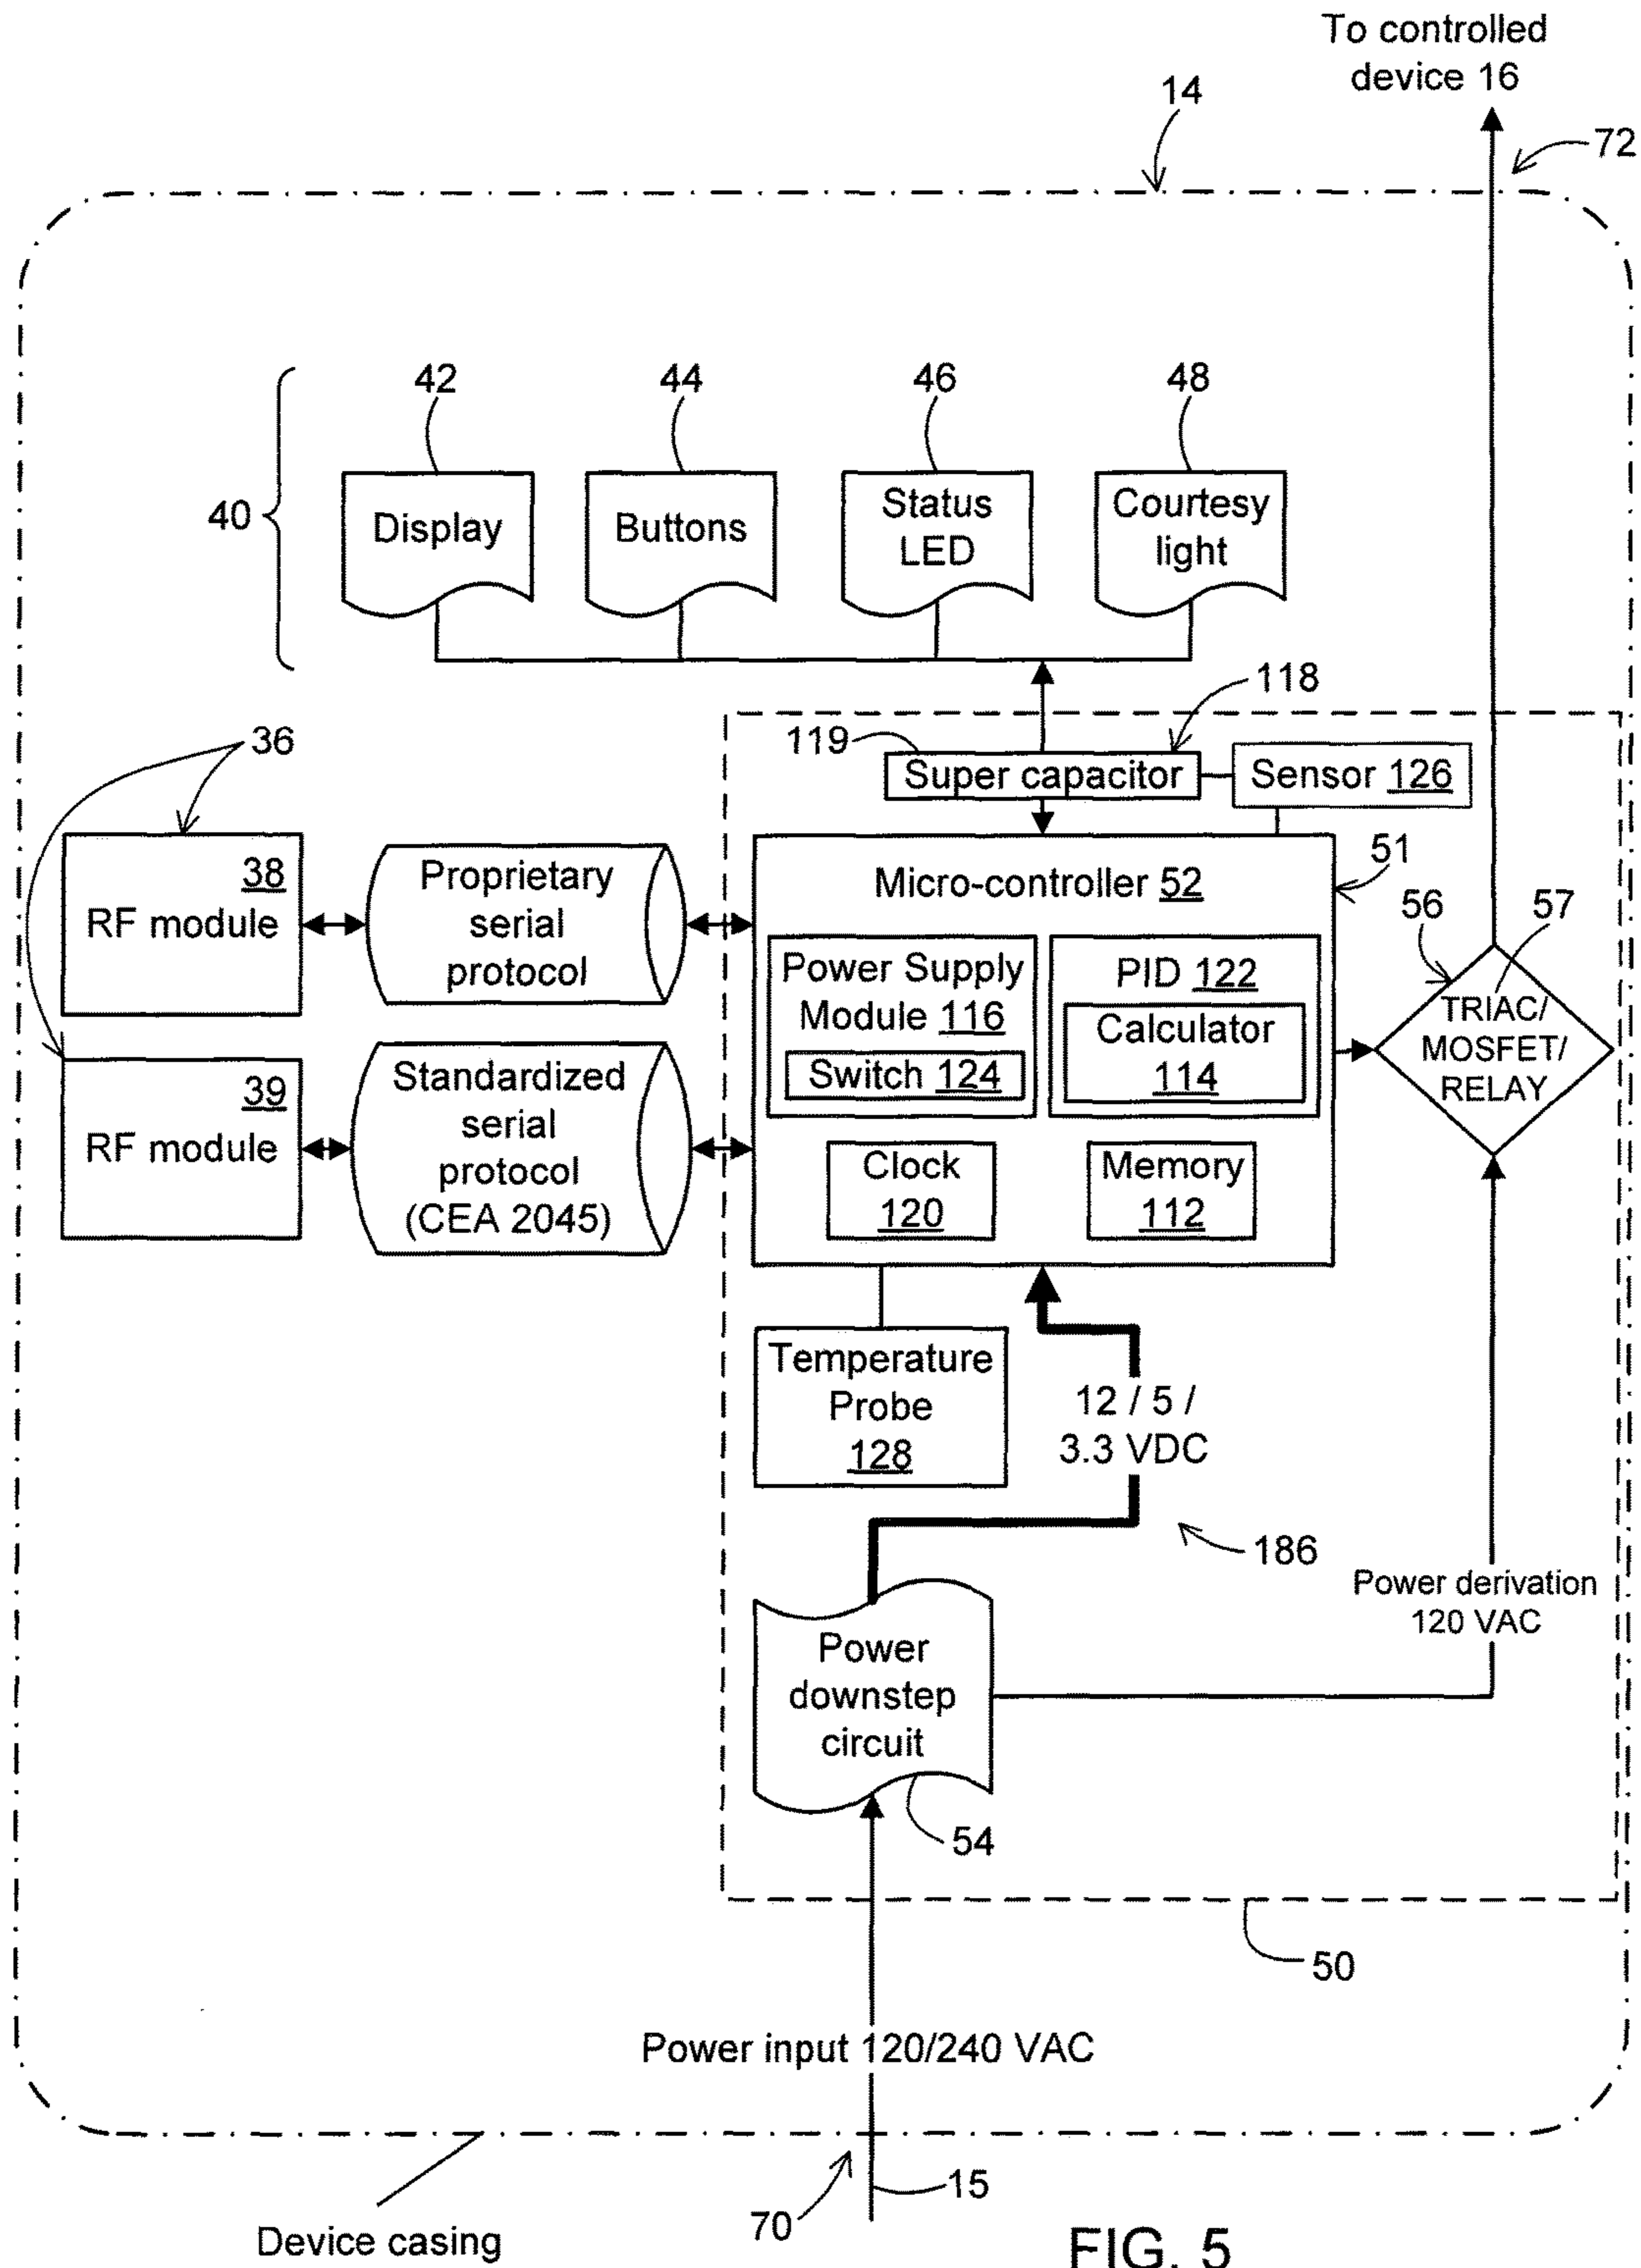 To controlled
device 16
14
72
42
44
46
48
40
Display
Buttons
Status
LED
Courtesy
light
118
119
Super capacitor
Sensor 126
36
38
RF module
Proprietary
serial
protocol
Micro-controller 52
51
56
57
Power Supply
Module 116
Switch 124
PID 122
Calculator
114
TRIAC/
MOSFET/
RELAY
39
RF module
Standardized
serial
protocol
(CEA 2045)
Clock
120
Memory
112
Temperature
Probe
128
12 / 5 /
3.3 VDC
186
Power derivation
120 VAC
Power
downstep
circuit
54
50
Power input 120/240 VAC
15
70
Device casing
FIG. 5